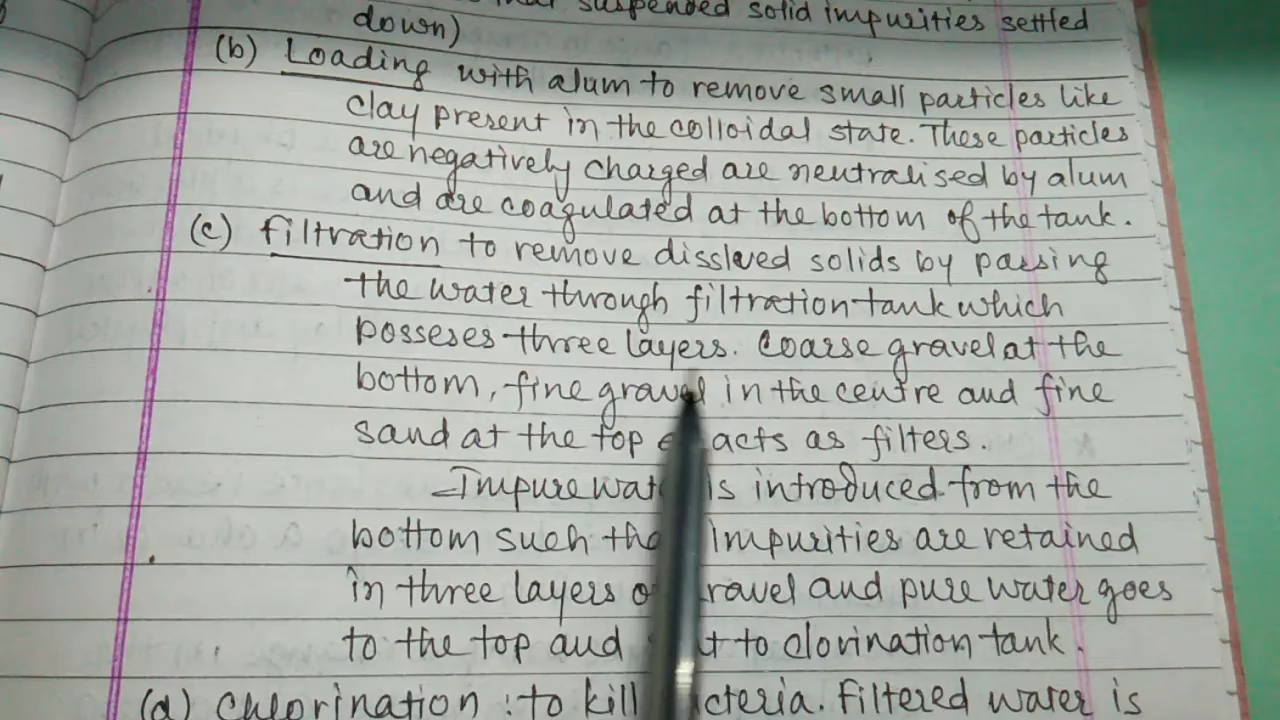 suspended solid impurities settled
down)
(b) Loading with alum to remove small particles like
clay present in the colloidal state. These particles
are negatively charged are neutralised by alum
and are coagulated at the bottom of the tank.
(c) filtration to remove disslved solids by passing
the water through filtration tank which
posseses three layers. Coarse gravel at the
bottom, fine gravel in the centre and fine
sand at the top acts as filters.
Impure is introduced from the
bottom such impurities are retained
in three layers and pure water goes
to the top and to clorination tank.
(d) Chlorination : to kill Filtered water is